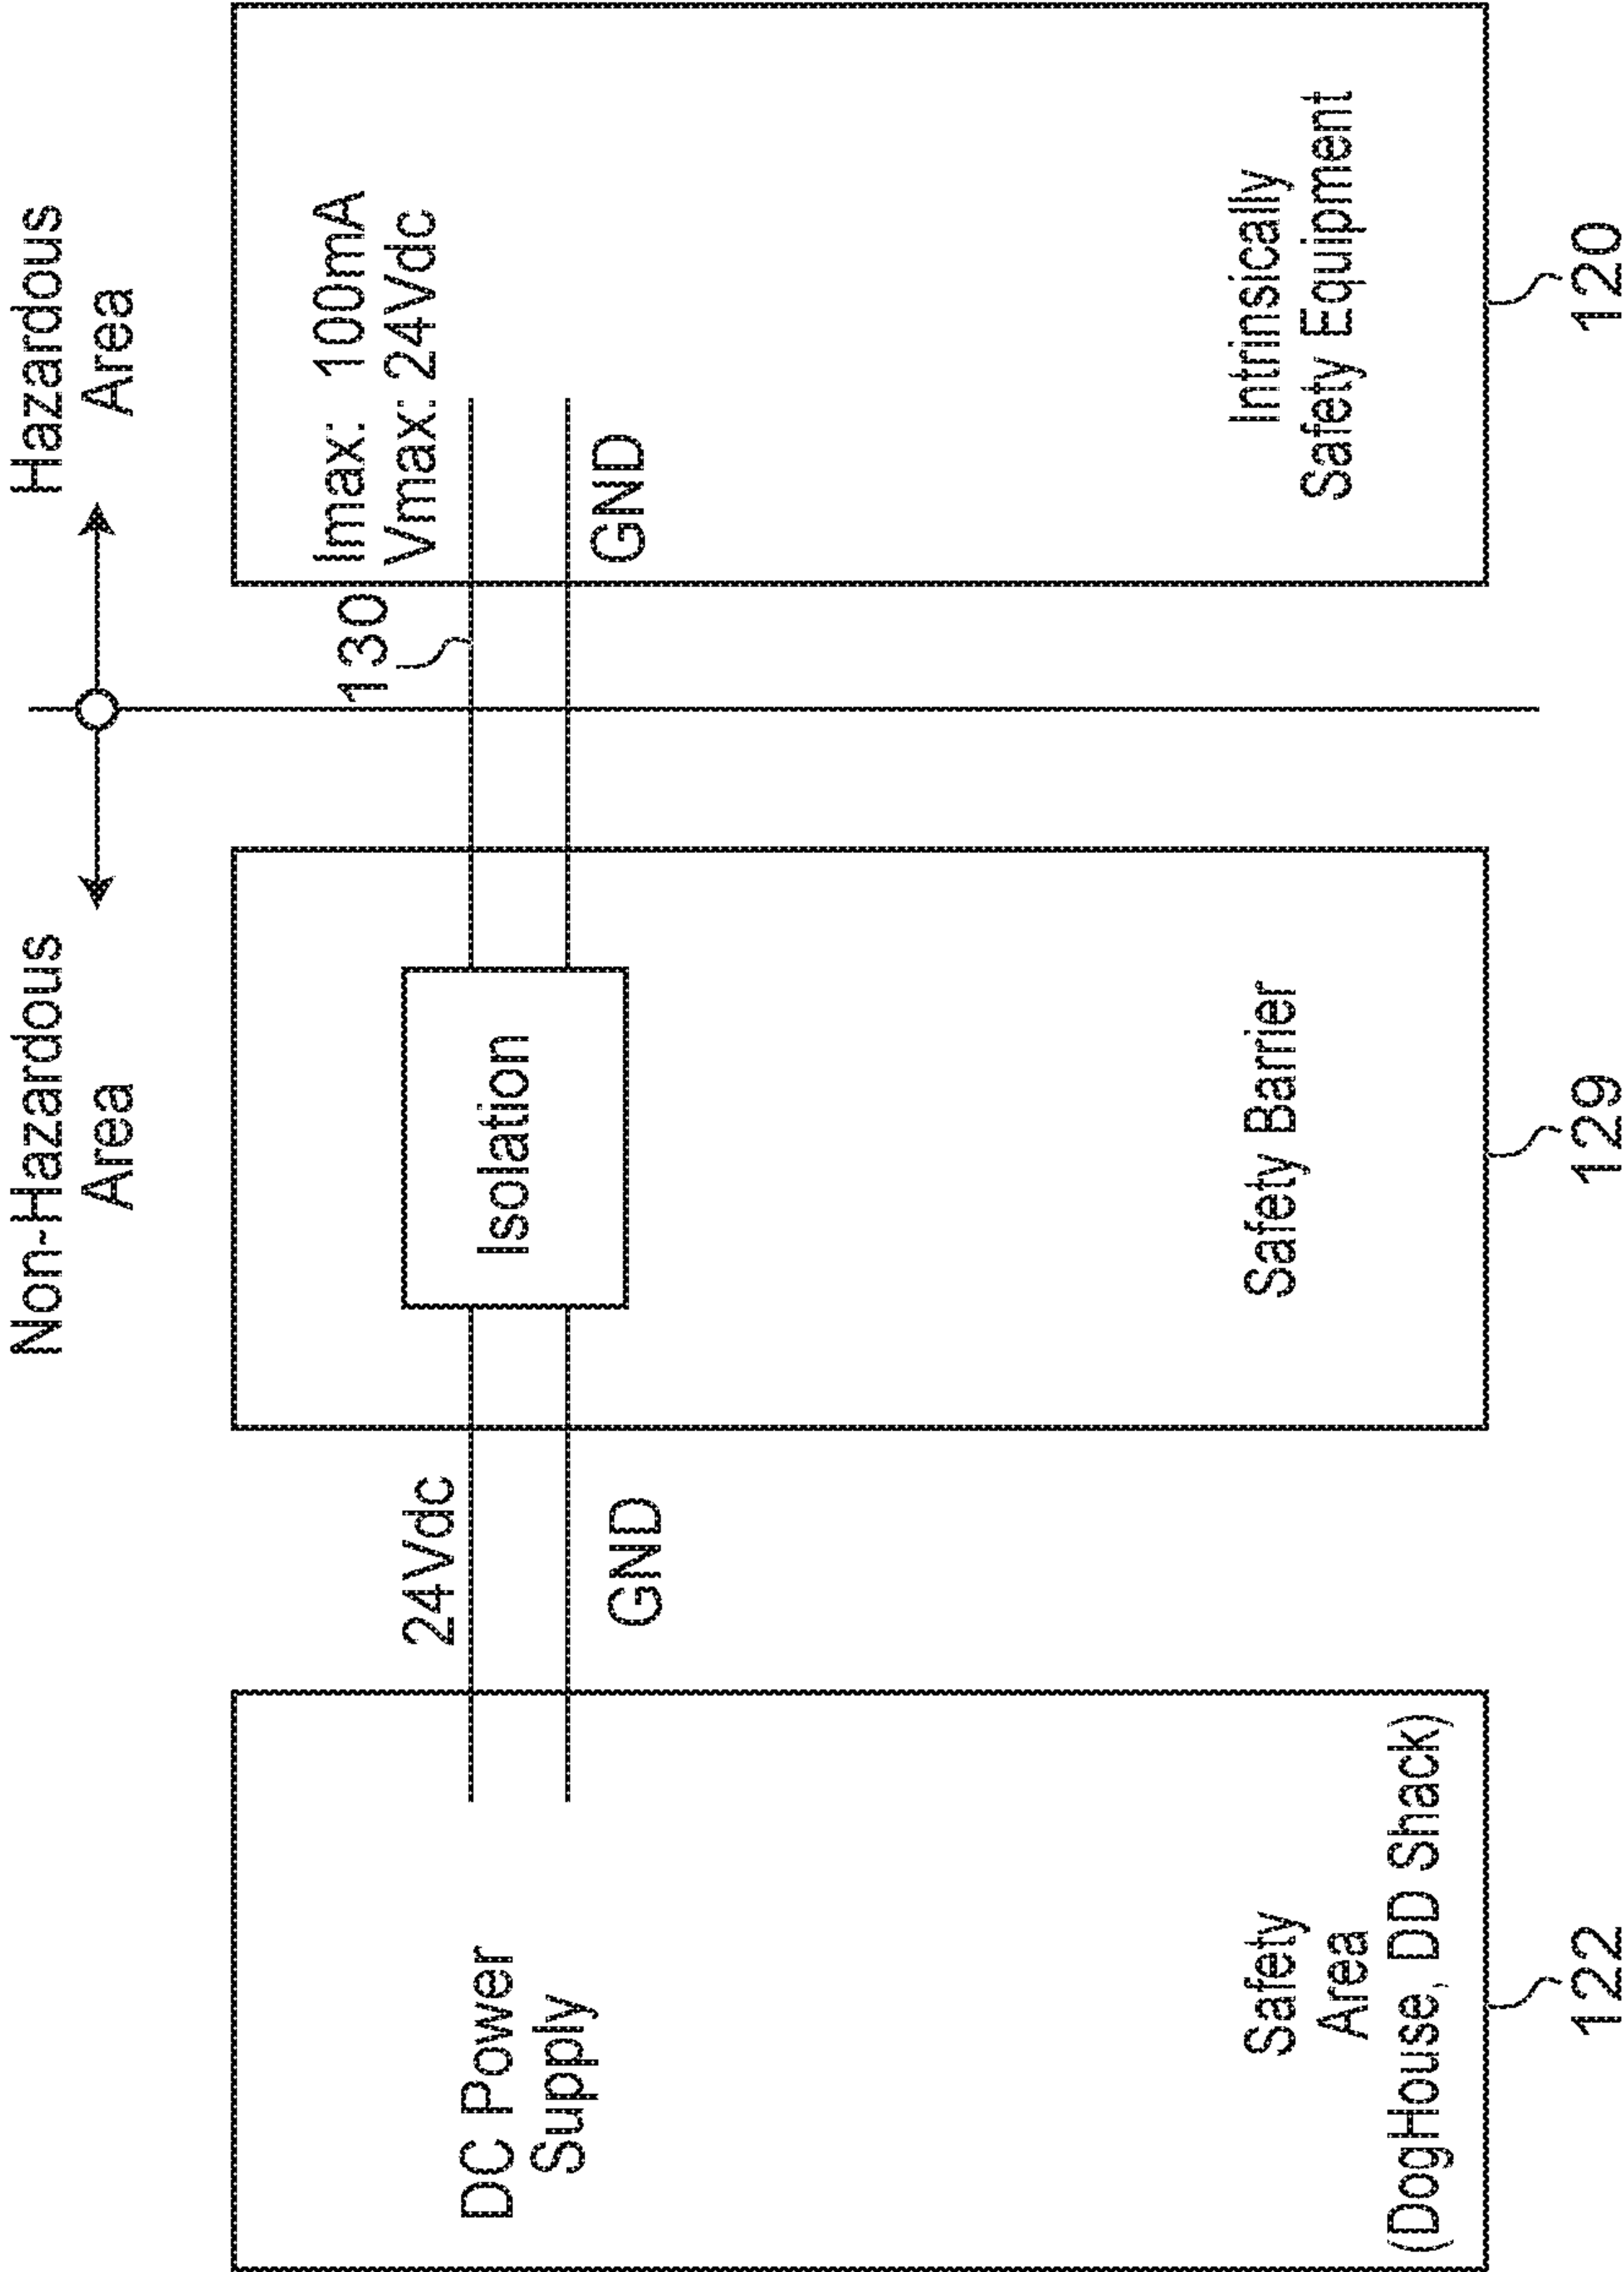 Non-Hazardous
Area
Hazardous
Area
DC Power
Supply
24Vdc
GND
Isolation
130
Imax: 100mA
Vmax: 24Vdc
GND
Safety
Area
(DogHouse, DD Shack)
Safety Barrier
Intrinsically
Safety Equipment
122
129
120